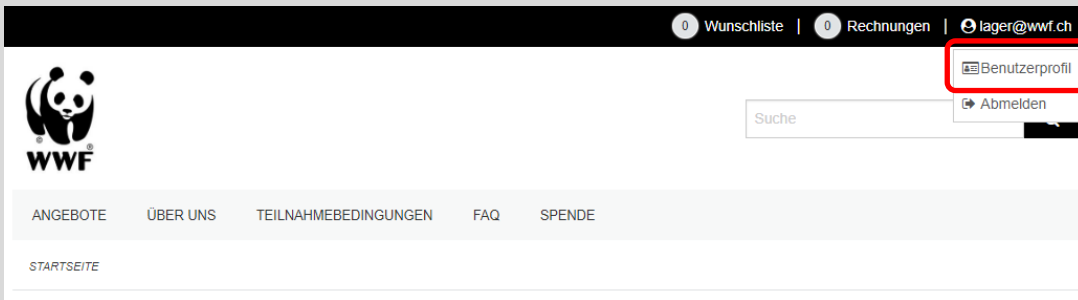 0 Wunschliste | 0 Rechnungen | lager@wwf.ch
Benutzerprofil
Abmelden
Suche
WWF
®
ANGEBOTE ÜBER UNS TEILNAHMEBEDINGUNGEN FAQ SPENDE
STARTSEITE